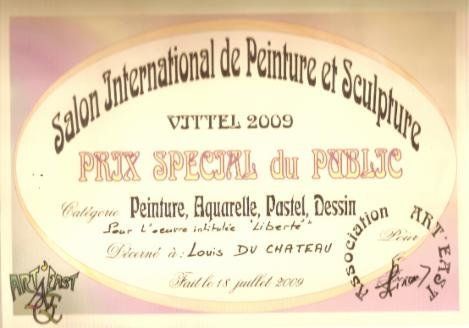 Salon International de Peinture et Sculpture
VITTEL 2009
PRIX SPECIAL du PUBLIC
Catégorie Peinture, Aquarelle, Pastel, Dessin
Pour l'oeuvre intitulée "Liberté"
Décerné à : Louis DU CHATEAU
Fait le 18 juillet 2009
Association ART'EAST
ART EAST